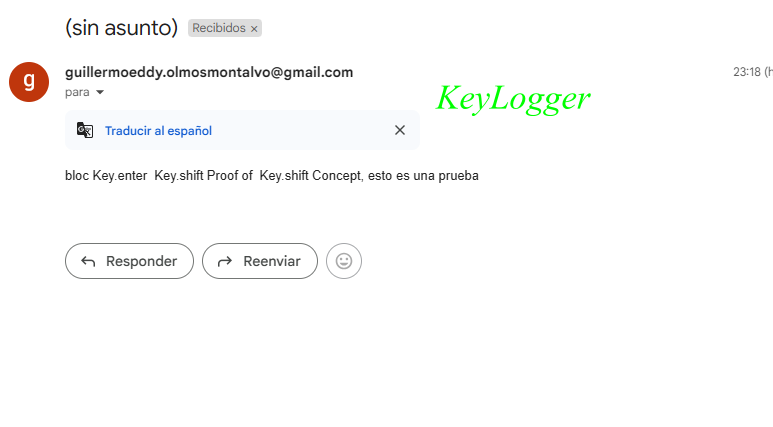 (sin asunto) Recibidos ×
g
guillermoeddy.olmosmontalvo@gmail.com 23:18 (h
para
KeyLogger
Traducir al español
bloc Key.enter  Key.shift Proof of  Key.shift Concept, esto es una prueba
Responder Reenviar